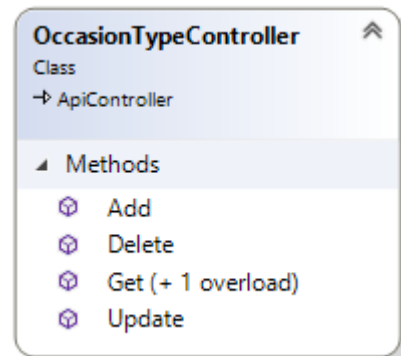 OccasionTypeController
Class
ApiController
Methods
Add
Delete
Get (+ 1 overload)
Update